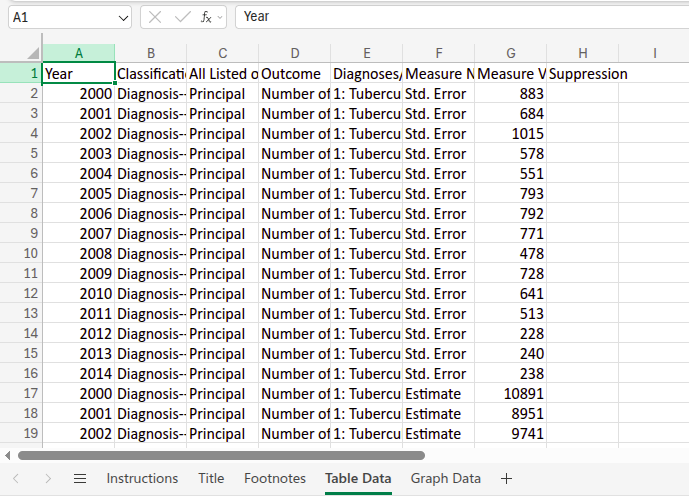 A1 fx Year
A B C D E F G H I
1 Year Classificati All Listed o Outcome Diagnoses/ Measure N Measure V Suppression
2 2000 Diagnosis-- Principal Number of 1: Tubercu Std. Error 883
3 2001 Diagnosis-- Principal Number of 1: Tubercu Std. Error 684
4 2002 Diagnosis-- Principal Number of 1: Tubercu Std. Error 1015
5 2003 Diagnosis-- Principal Number of 1: Tubercu Std. Error 578
6 2004 Diagnosis-- Principal Number of 1: Tubercu Std. Error 551
7 2005 Diagnosis-- Principal Number of 1: Tubercu Std. Error 793
8 2006 Diagnosis-- Principal Number of 1: Tubercu Std. Error 792
9 2007 Diagnosis-- Principal Number of 1: Tubercu Std. Error 771
10 2008 Diagnosis-- Principal Number of 1: Tubercu Std. Error 478
11 2009 Diagnosis-- Principal Number of 1: Tubercu Std. Error 728
12 2010 Diagnosis-- Principal Number of 1: Tubercu Std. Error 641
13 2011 Diagnosis-- Principal Number of 1: Tubercu Std. Error 513
14 2012 Diagnosis-- Principal Number of 1: Tubercu Std. Error 228
15 2013 Diagnosis-- Principal Number of 1: Tubercu Std. Error 240
16 2014 Diagnosis-- Principal Number of 1: Tubercu Std. Error 238
17 2000 Diagnosis-- Principal Number of 1: Tubercu Estimate 10891
18 2001 Diagnosis-- Principal Number of 1: Tubercu Estimate 8951
19 2002 Diagnosis-- Principal Number of 1: Tubercu Estimate 9741
Instructions Title Footnotes Table Data Graph Data +